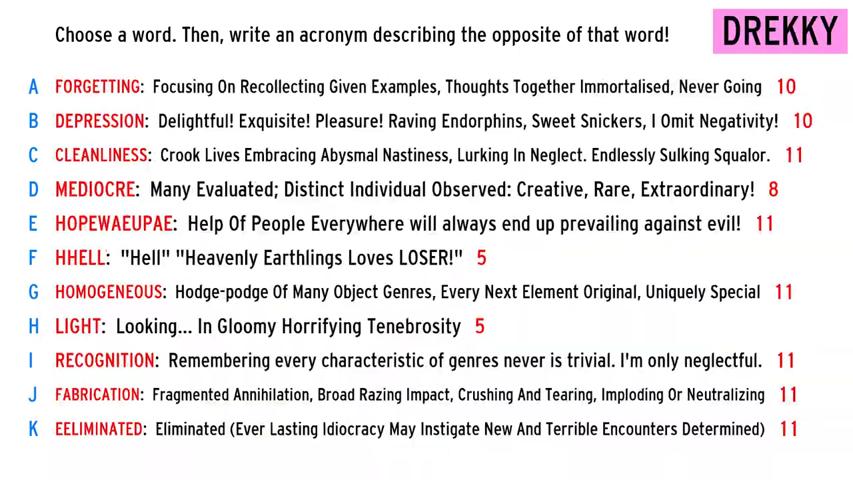 Choose a word. Then, write an acronym describing the opposite of that word!
DREKKY
A FORGETTING: Focusing On Recollecting Given Examples, Thoughts Together Immortalised, Never Going 10
B DEPRESSION: Delightful! Exquisite! Pleasure! Raving Endorphins, Sweet Snickers, I Omit Negativity! 10
C CLEANLINESS: Crook Lives Embracing Abysmal Nastiness, Lurking In Neglect. Endlessly Sulking Squalor. 11
D MEDIOCRE: Many Evaluated; Distinct Individual Observed: Creative, Rare, Extraordinary! 8
E HOPEWAEUPAE: Help Of People Everywhere will always end up prevailing against evil! 11
F HHELL: "Hell" "Heavenly Earthlings Loves LOSER!" 5
G HOMOGENEOUS: Hodge-podge Of Many Object Genres, Every Next Element Original, Uniquely Special 11
H LIGHT: Looking... In Gloomy Horrifying Tenebrosity 5
I RECOGNITION: Remembering every characteristic of genres never is trivial. I'm only neglectful. 11
J FABRICATION: Fragmented Annihilation, Broad Razing Impact, Crushing And Tearing, Imploding Or Neutralizing 11
K EELIMINATED: Eliminated (Ever Lasting Idiocracy May Instigate New And Terrible Encounters Determined) 11